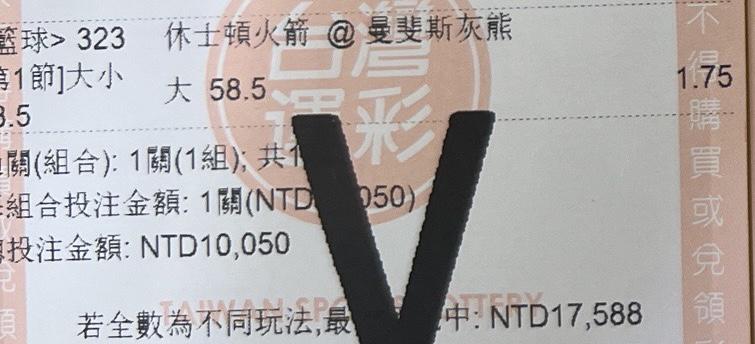 籃球> 323 休士頓火箭 @ 曼斐斯灰熊
第1節]大小 大 58.5 1.75
8.5
關(組合): 1關(1組); 共1
組合投注金額: 1關(NTD 050)
投注金額: NTD10,050
TAIWAN SPO LOTTERY
若全數為不同玩法,最 中: NTD17,588
台灣運彩
不得購買或兌領